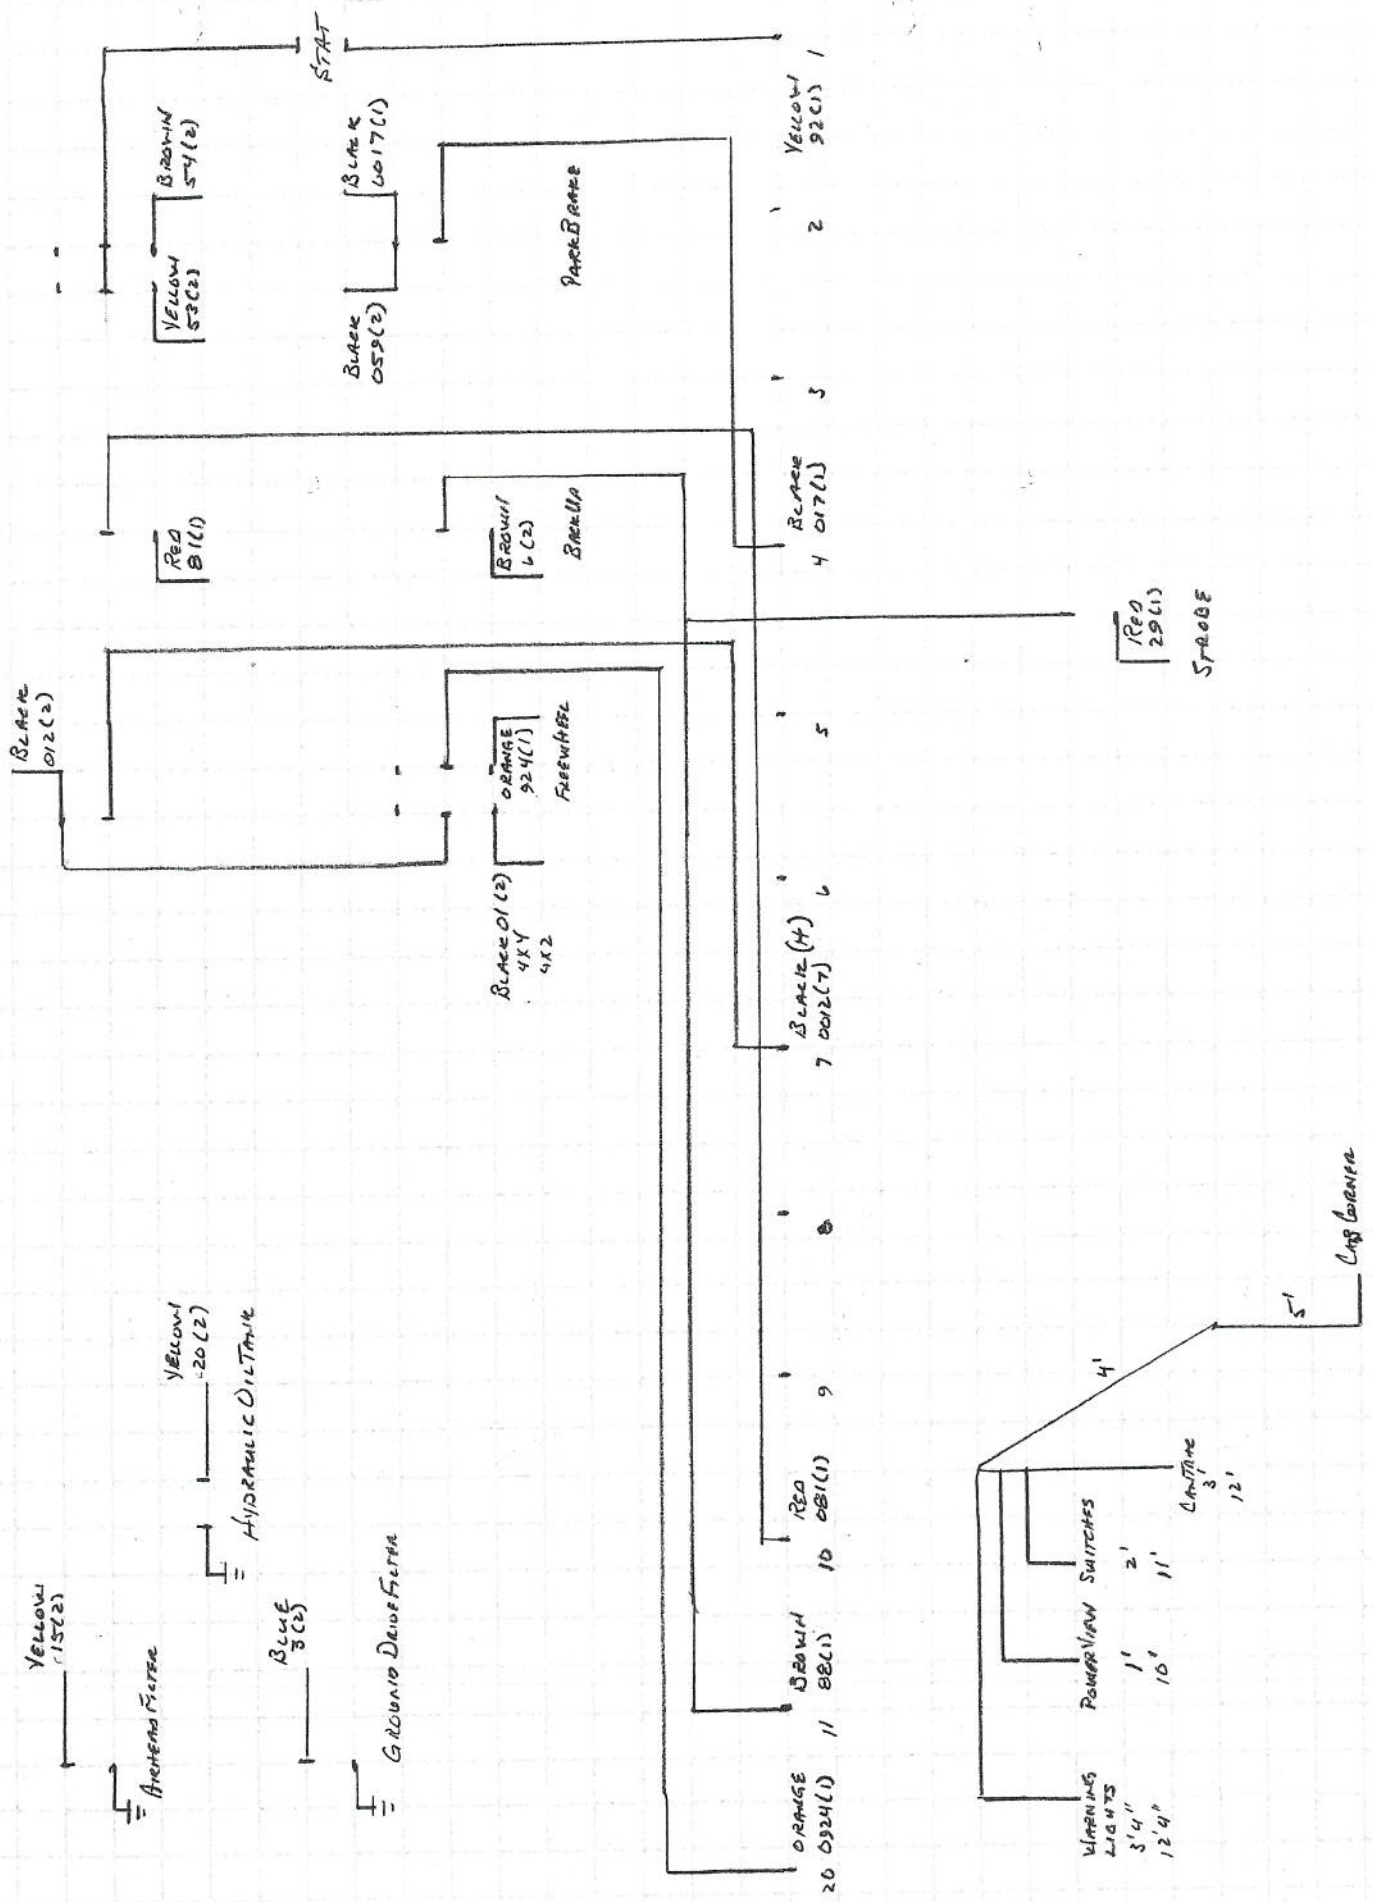 BLACK
012(2)
YELLOW
15(2)
AIRHEAD FILTER
YELLOW
53(2)
BROWN
54(2)
RED
81(1)
YELLOW
20(2)
HYDRAULIC OIL TANK
BLUE
3(2)
STAT
BLACK
059(2)
BLACK
0017(1)
GROUND DRIVE FILTER
BLACK 01(2)
4X4
4X2
ORANGE
924(1)
FREEWHEEL
BROWN
6(2)
BACKUP
PARK BRAKE
ORANGE
20 0924(1)
BROWN
11 88(1)
RED
10 081(1)
9
8
BLACK (H)
7 0012(7)
6
5
BLACK
4 017(1)
3
2
YELLOW
92(1)
1
WARNING
LIGHTS
3'4"
12'4"
POWERVIEW
1'
10'
SWITCHES
2'
11'
3'
12'
4'
5'
CAB CORNER
RED
29(1)
STROBE